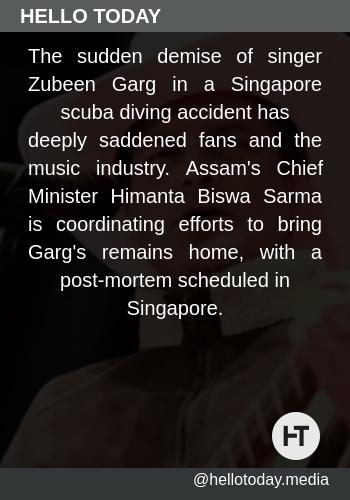 HELLO TODAY
The sudden demise of singer
Zubeen Garg in a Singapore
scuba diving accident has
deeply saddened fans and the
music industry. Assam's Chief
Minister Himanta Biswa Sarma
is coordinating efforts to bring
Garg's remains home, with a
post-mortem scheduled in
Singapore.
HT
@hellotoday.media